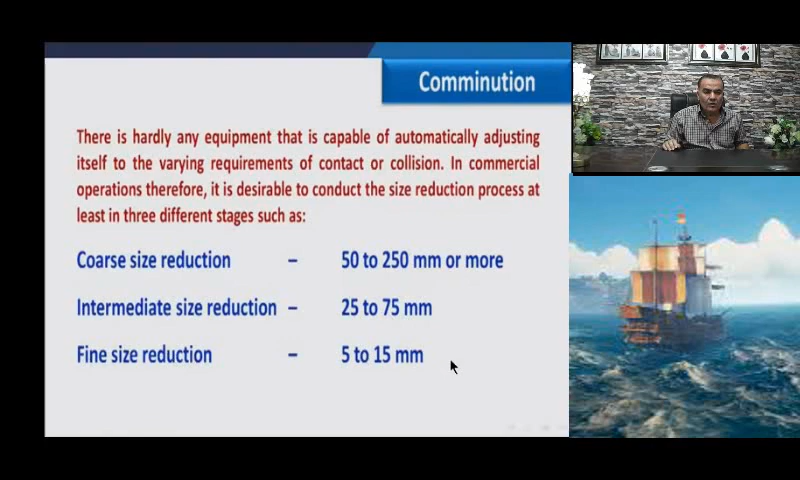 Comminution
There is hardly any equipment that is capable of automatically adjusting
itself to the varying requirements of contact or collision. In commercial
operations therefore, it is desirable to conduct the size reduction process at
least in three different stages such as:
Coarse size reduction – 50 to 250 mm or more
Intermediate size reduction – 25 to 75 mm
Fine size reduction – 5 to 15 mm